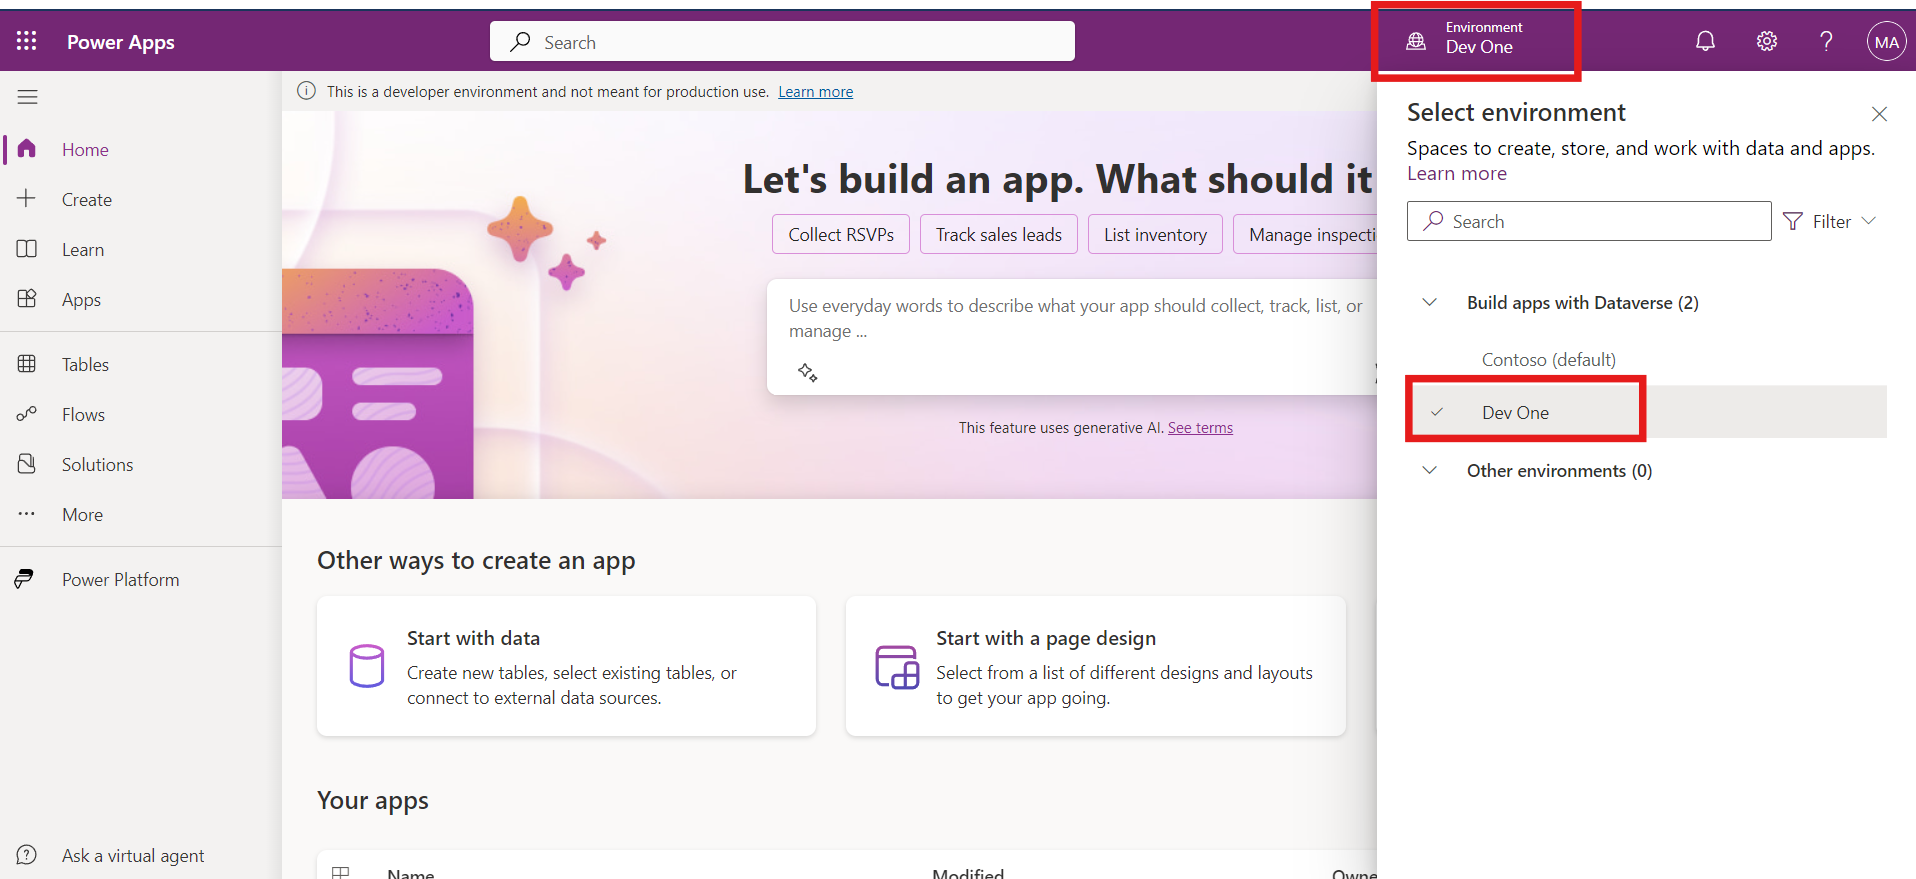 Power Apps
Search
Environment
Dev One
MA
This is a developer environment and not meant for production use. Learn more
Home
Create
Learn
Apps
Tables
Flows
Solutions
More
Power Platform
Ask a virtual agent
Let's build an app. What should it
Collect RSVPs
Track sales leads
List inventory
Manage inspecti
Use everyday words to describe what your app should collect, track, list, or
manage ...
This feature uses generative AI. See terms
Other ways to create an app
Start with data
Create new tables, select existing tables, or
connect to external data sources.
Start with a page design
Select from a list of different designs and layouts
to get your app going.
Your apps
Name
Modified
Owne
Select environment
Spaces to create, store, and work with data and apps.
Learn more
Search
Filter
Build apps with Dataverse (2)
Contoso (default)
Dev One
Other environments (0)